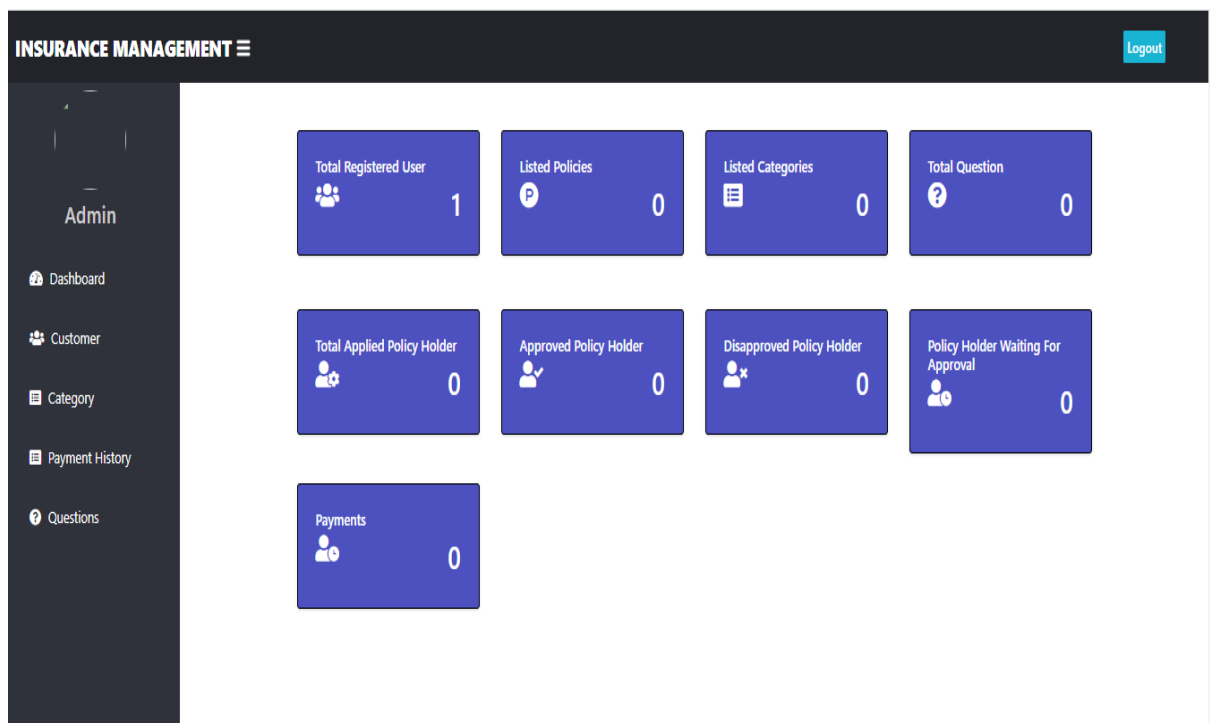 INSURANCE MANAGEMENT
Logout
Admin
Dashboard
Customer
Category
Payment History
Questions
Total Registered User
1
Listed Policies
P
0
Listed Categories
0
Total Question
?
0
Total Applied Policy Holder
0
Approved Policy Holder
0
Disapproved Policy Holder
0
Policy Holder Waiting For
Approval
0
Payments
0